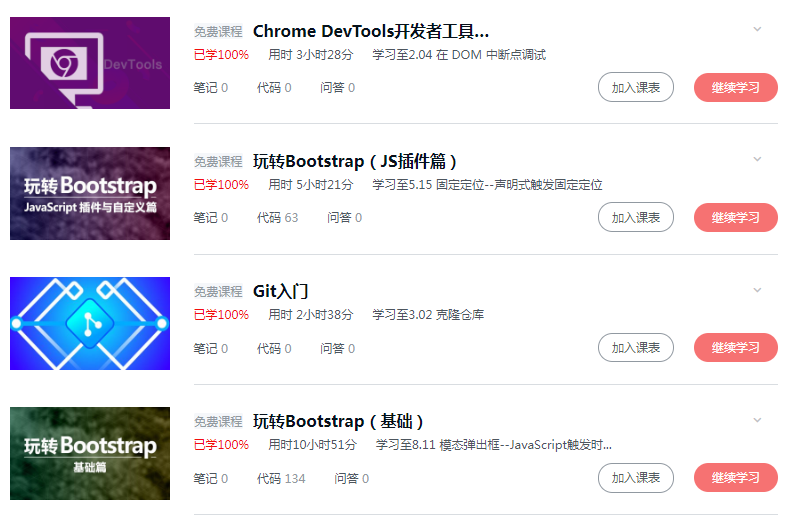 DevTools
免费课程 Chrome DevTools开发者工具...
已学100% 用时 3小时28分 学习至2.04 在 DOM 中断点调试
笔记 0 代码 0 问答 0 加入课表 继续学习
玩转Bootstrap
JavaScript 插件与自定义篇
免费课程 玩转Bootstrap（JS插件篇）
已学100% 用时 5小时21分 学习至5.15 固定定位--声明式触发固定定位
笔记 0 代码 63 问答 0 加入课表 继续学习
免费课程 Git入门
已学100% 用时 2小时38分 学习至3.02 克隆仓库
笔记 0 代码 0 问答 0 加入课表 继续学习
玩转Bootstrap
基础篇
免费课程 玩转Bootstrap（基础）
已学100% 用时10小时51分 学习至8.11 模态弹出框--JavaScript触发时...
笔记 0 代码 134 问答 0 加入课表 继续学习